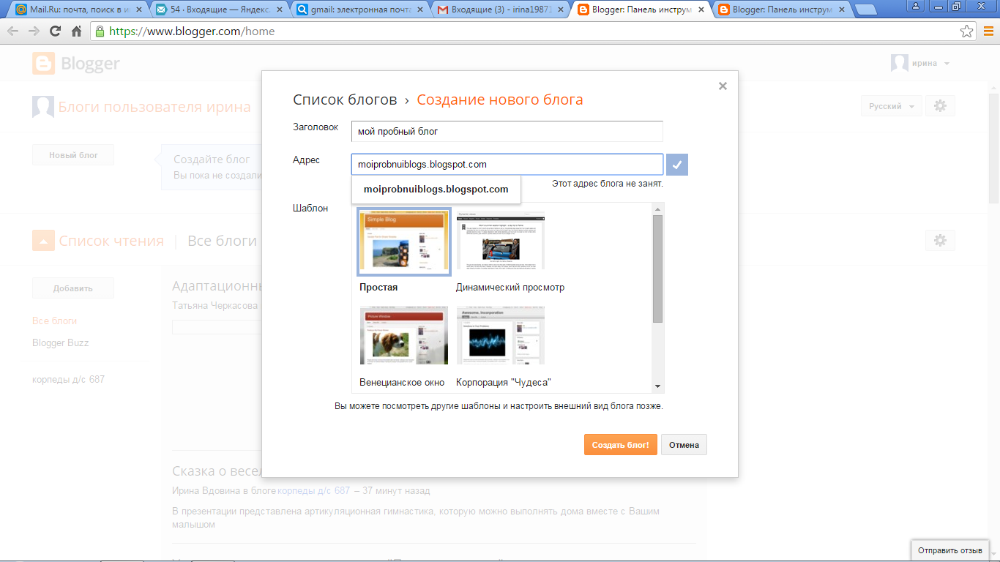 Mail.Ru: почта, поиск в и
54 · Входящие — Яндекс.
gmail: электронная почта
Входящие (3) - irina19871
Blogger: Панель инструм
Blogger: Панель инструм
https://www.blogger.com/home
Blogger
ирина
Блоги пользователя ирина
Русский
Новый блог
Создайте блог
Вы пока не создали
Список чтения
Все блоги
Добавить
Все блоги
Blogger Buzz
корпеды д/с 687
Адаптационны
Татьяна Черкасова
Список блогов › Создание нового блога
Заголовок
мой пробный блог
Адрес
moiprobnuiblogs.blogspot.com
moiprobnuiblogs.blogspot.com
Этот адрес блога не занят.
Шаблон
Simple Blog
Простая
Динамический просмотр
Picture Window
Awesome, Incorporation
Венецианское окно
Корпорация "Чудеса"
Вы можете посмотреть другие шаблоны и настроить внешний вид блога позже.
Создать блог!
Отмена
Сказка о весел
Ирина Вдовина в блоге корпеды д/с 687 – 37 минут назад
В презентации представлена артикуляционная гимнастика, которую можно выполнять дома вместе с Вашим
малышом
Отправить отзыв